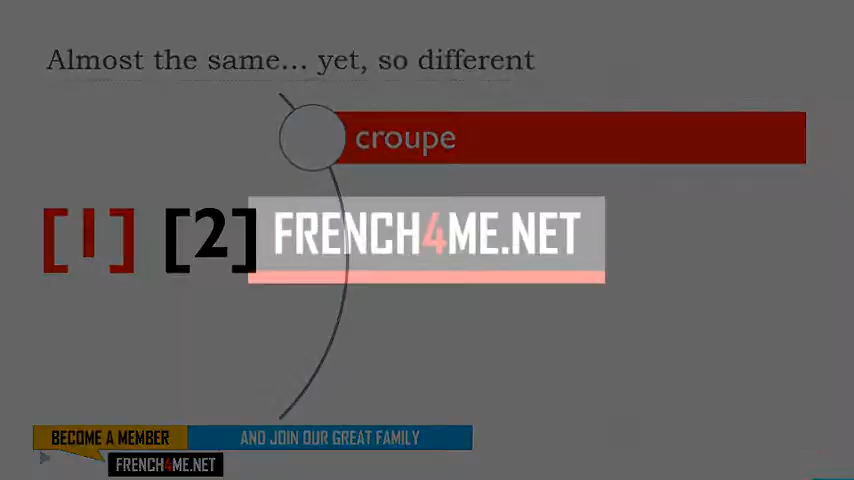 Almost the same... yet, so different
croupe
[1] [2]
FRENCH4ME.NET
BECOME A MEMBER
AND JOIN OUR GREAT FAMILY
FRENCH4ME.NET